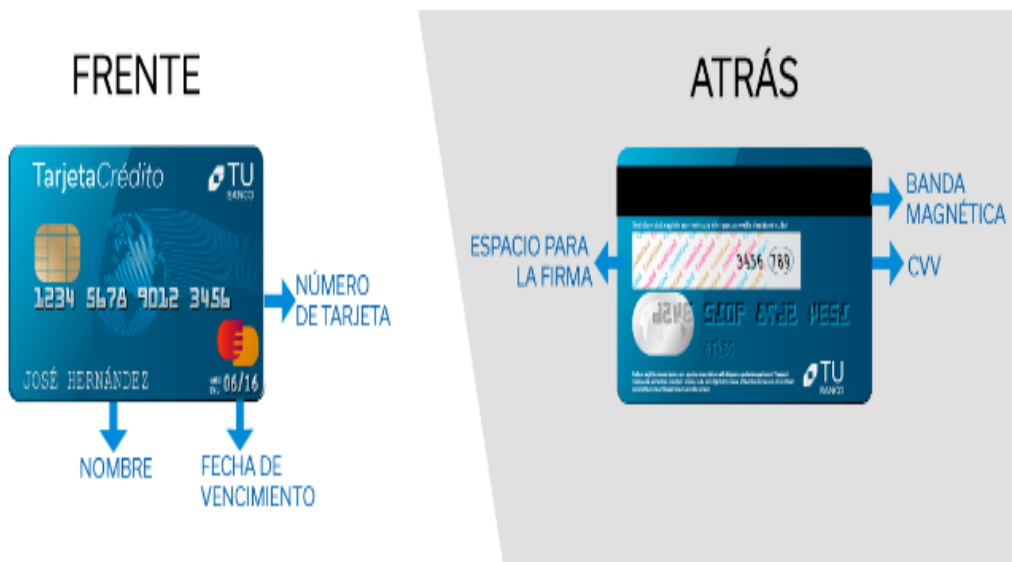 FRENTE
TarjetaCrédito
TU
BANCO
1234 5678 9012 3456
JOSÉ HERNÁNDEZ
06/16
NÚMERO
DE TARJETA
NOMBRE
FECHA DE
VENCIMIENTO
ATRÁS
BANDA
MAGNÉTICA
ESPACIO PARA
LA FIRMA
3456 789
CVV
TU
BANCO